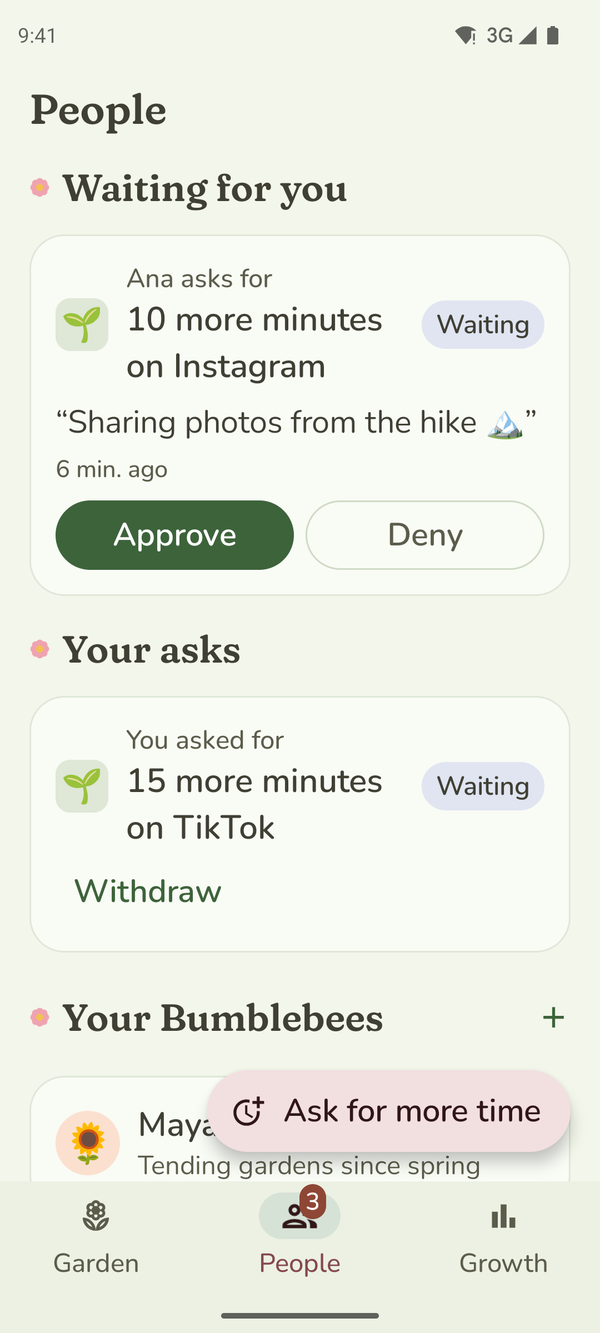 9:41
3G
People
Waiting for you
Ana asks for
10 more minutes
on Instagram
Waiting
“Sharing photos from the hike 🏔️”
6 min. ago
Approve
Deny
Your asks
You asked for
15 more minutes
on TikTok
Waiting
Withdraw
Your Bumblebees
+
Maya
Ask for more time
Tending gardens since spring
3
Garden
People
Growth